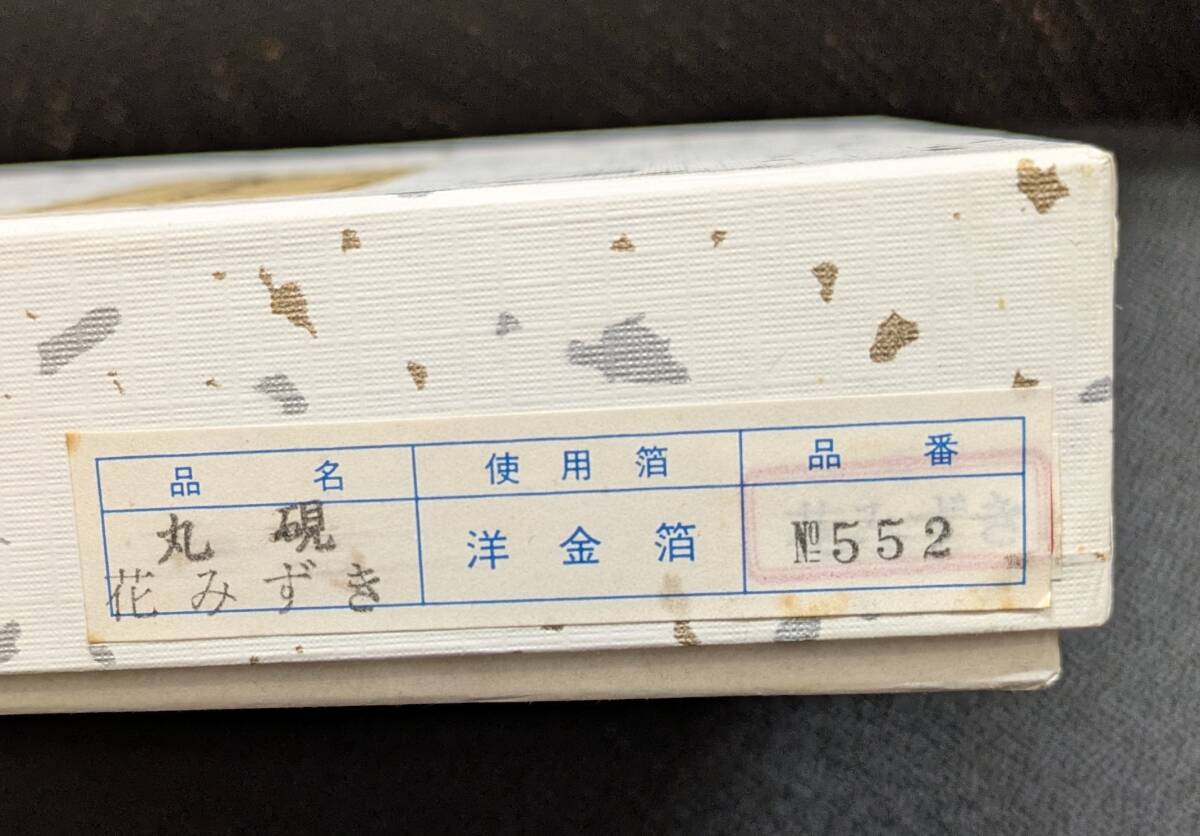 品名 使用箔 品番
丸硯 洋金箔 №552
花みずき